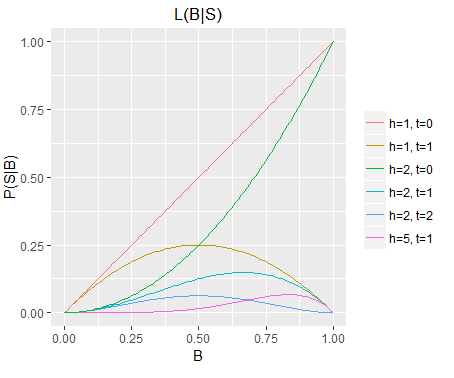 L(B|S)
P(S|B)
1.00
0.75
0.50
0.25
0.00
0.00 0.25 0.50 0.75 1.00
B
h=1, t=0
h=1, t=1
h=2, t=0
h=2, t=1
h=2, t=2
h=5, t=1